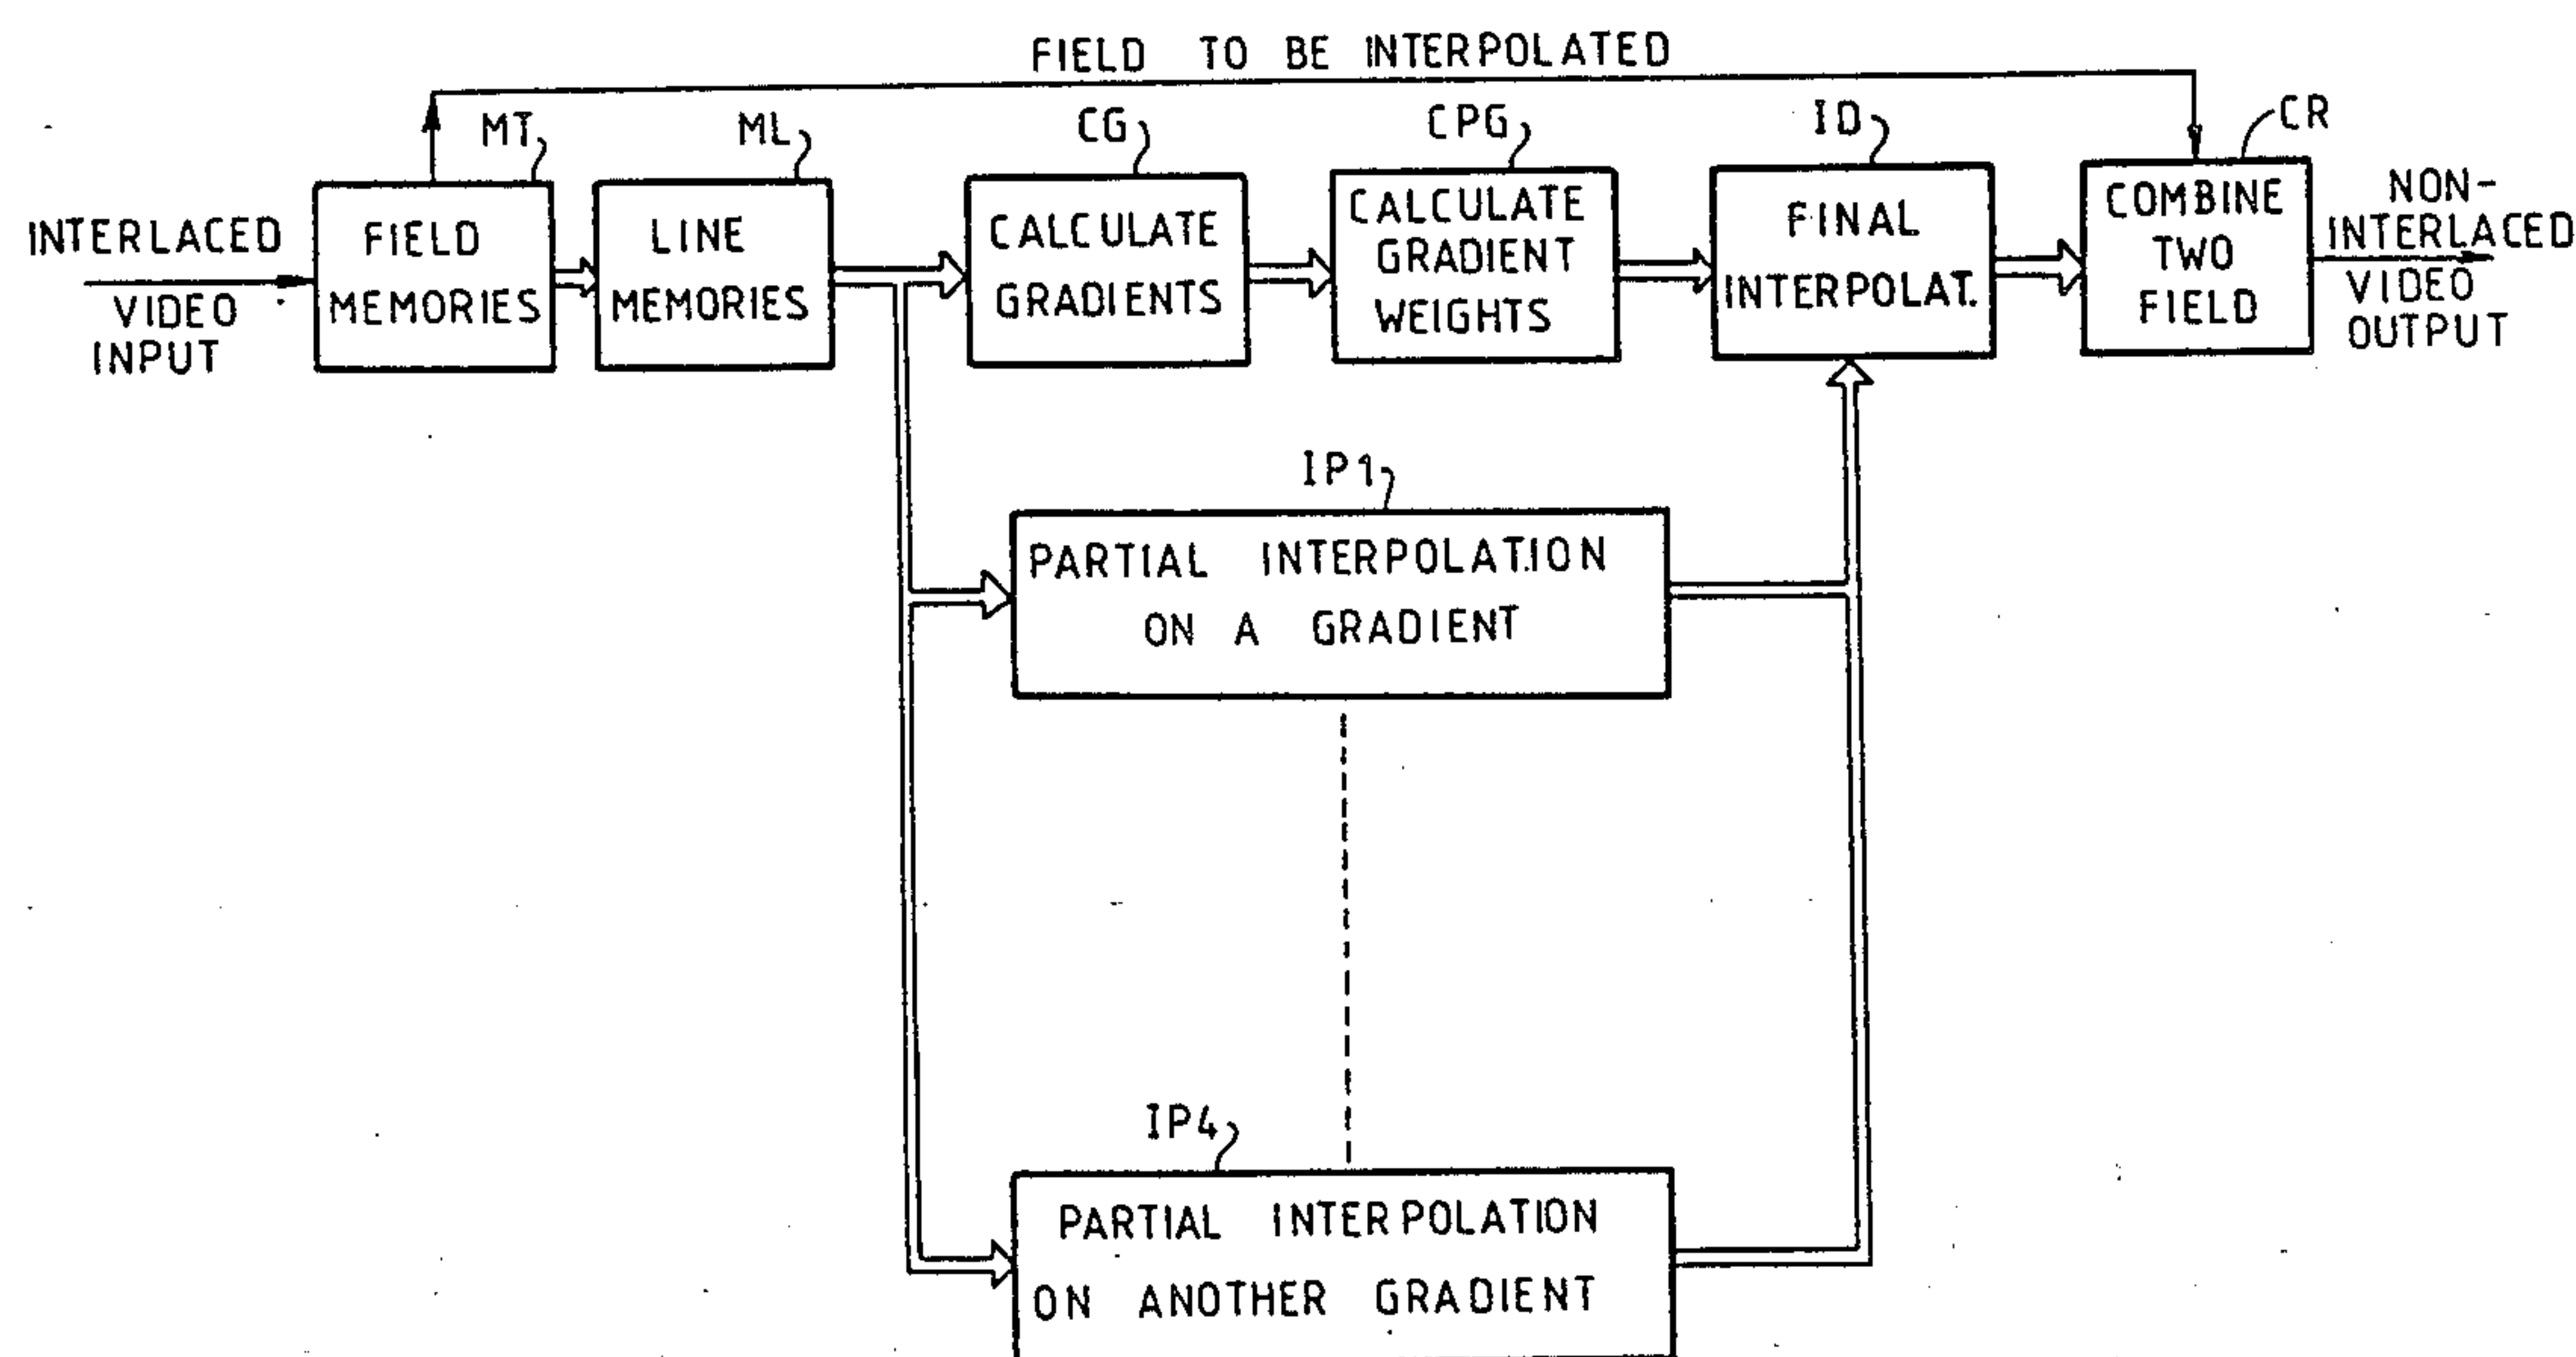 FIELD TO BE INTERPOLATED
MT
ML
CG
CPG
ID
CR
INTERLACED
VIDEO
INPUT
FIELD
MEMORIES
LINE
MEMORIES
CALCULATE
GRADIENTS
CALCULATE
GRADIENT
WEIGHTS
FINAL
INTERPOLAT.
COMBINE
TWO
FIELD
NON-
INTERLACED
VIDEO
OUTPUT
IP1
PARTIAL INTERPOLATION
ON A GRADIENT
IP4
PARTIAL INTERPOLATION
ON ANOTHER GRADIENT